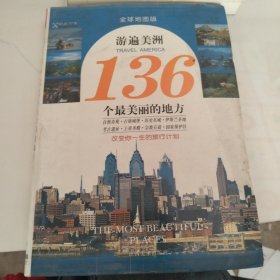 全球地图版
游遍美洲
TRAVEL AMERICA
136
个最美丽的地方
改变你一生的旅行计划
THE MOST BEAUTIFUL
PLACES